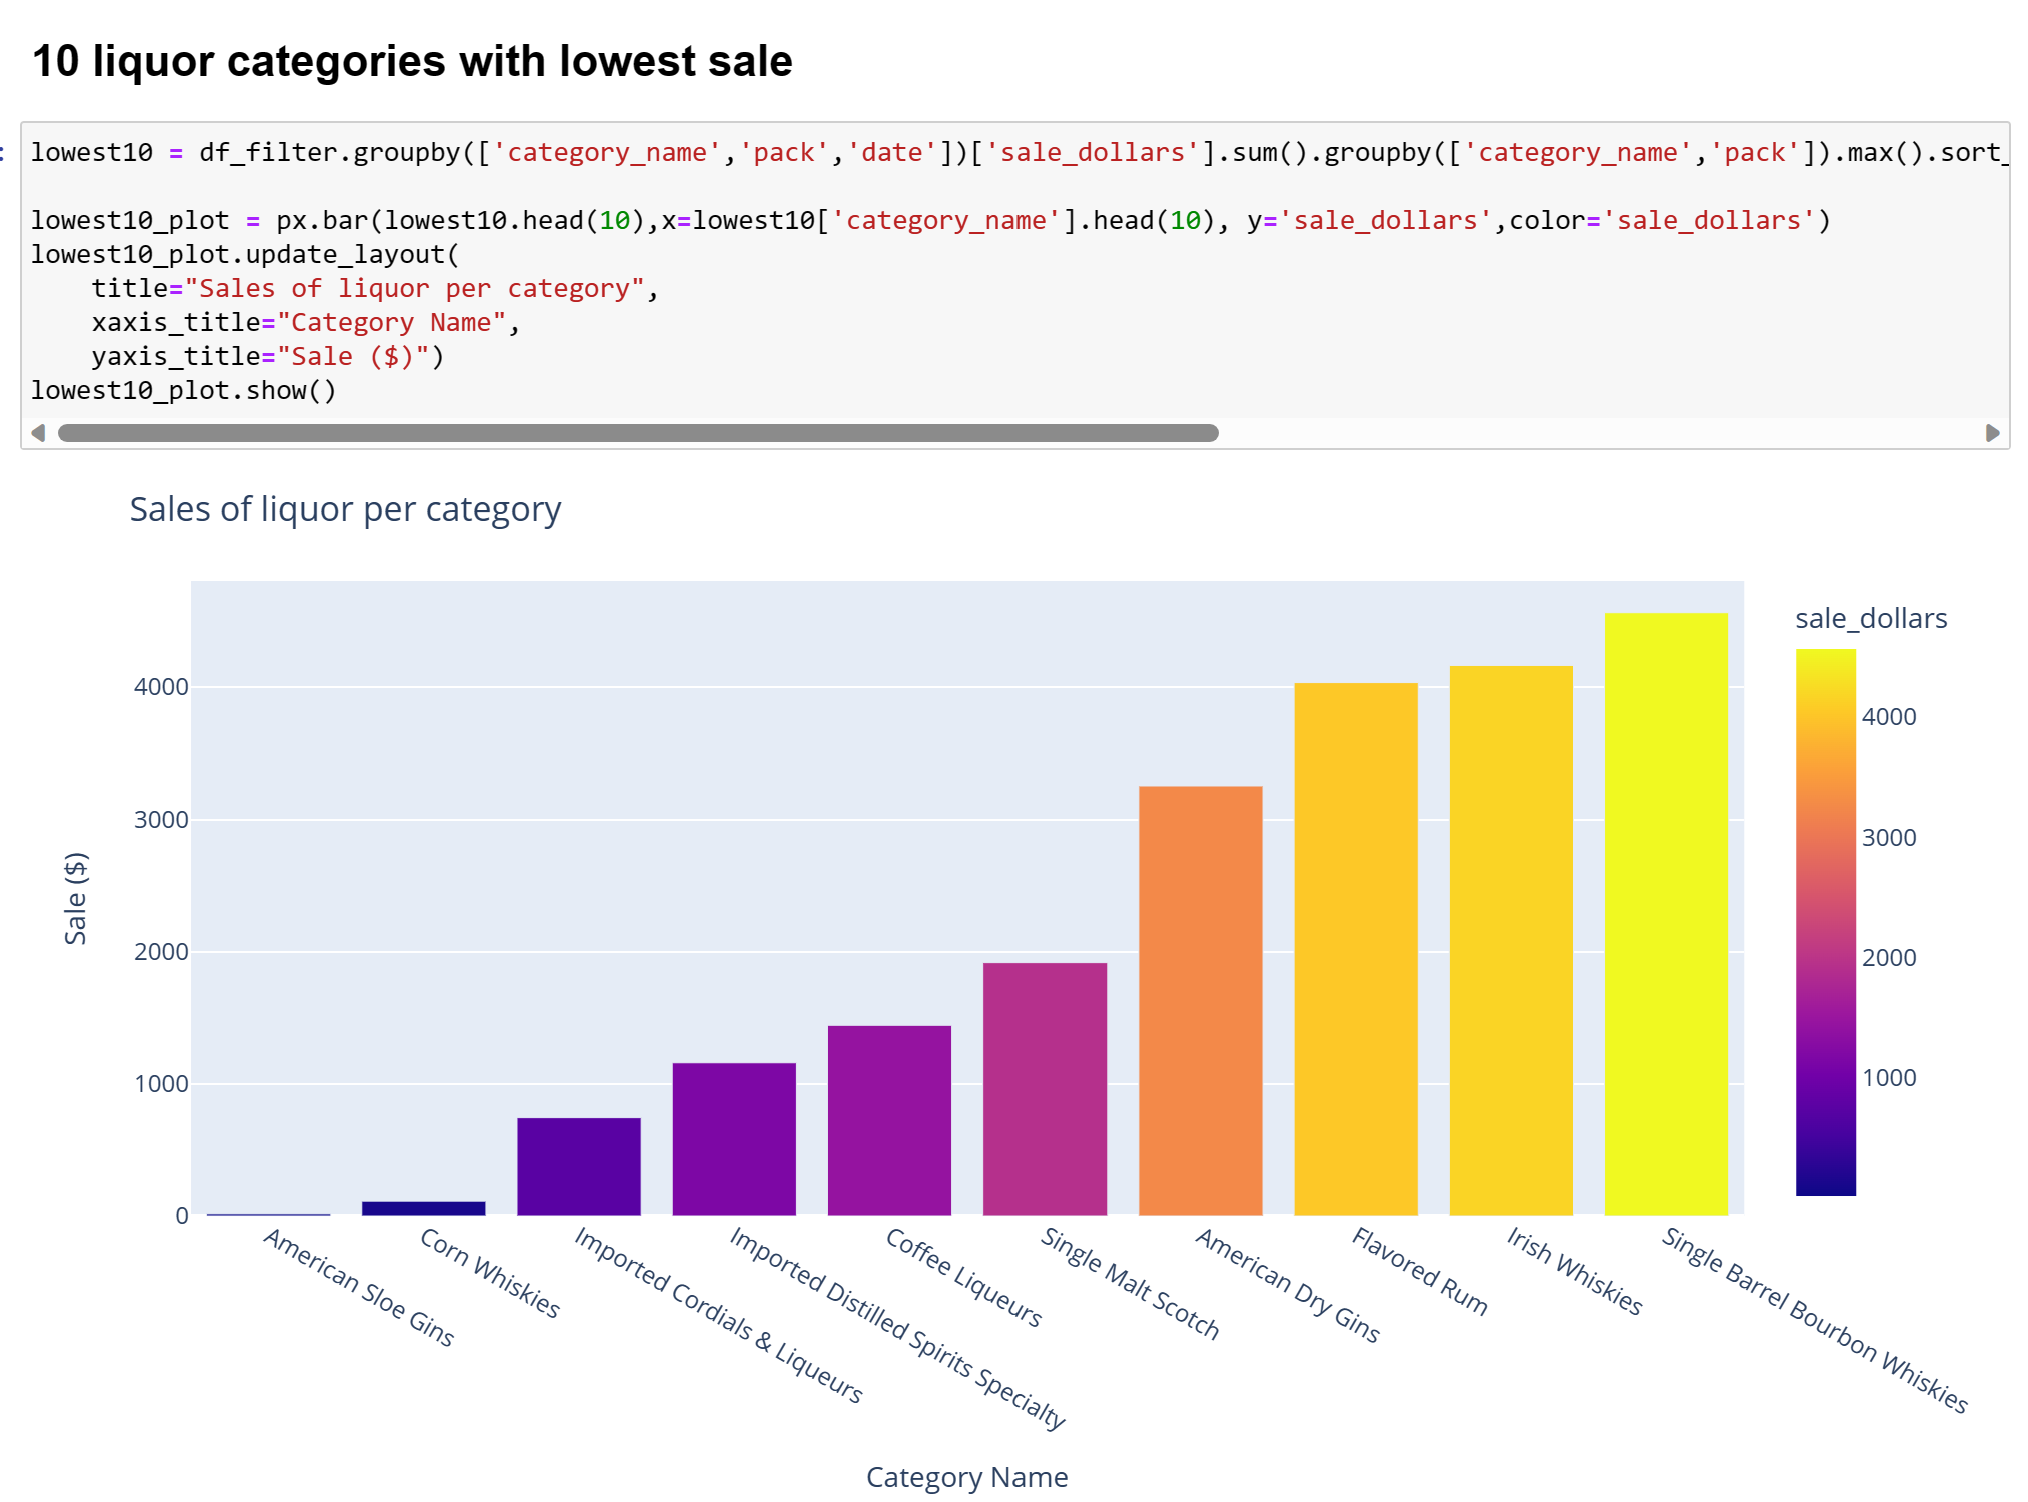 10 liquor categories with lowest sale
: lowest10 = df_filter.groupby(['category_name','pack','date'])['sale_dollars'].sum().groupby(['category_name','pack']).max().sort_
lowest10_plot = px.bar(lowest10.head(10),x=lowest10['category_name'].head(10), y='sale_dollars',color='sale_dollars')
lowest10_plot.update_layout(
    title="Sales of liquor per category",
    xaxis_title="Category Name",
    yaxis_title="Sale ($)")
lowest10_plot.show()
Sales of liquor per category
sale_dollars
4000
3000
2000
1000
0
Sale ($)
4000
3000
2000
1000
American Sloe Gins
Corn Whiskies
Imported Cordials & Liqueurs
Imported Distilled Spirits Specialty
Coffee Liqueurs
Single Malt Scotch
American Dry Gins
Flavored Rum
Irish Whiskies
Single Barrel Bourbon Whiskies
Category Name